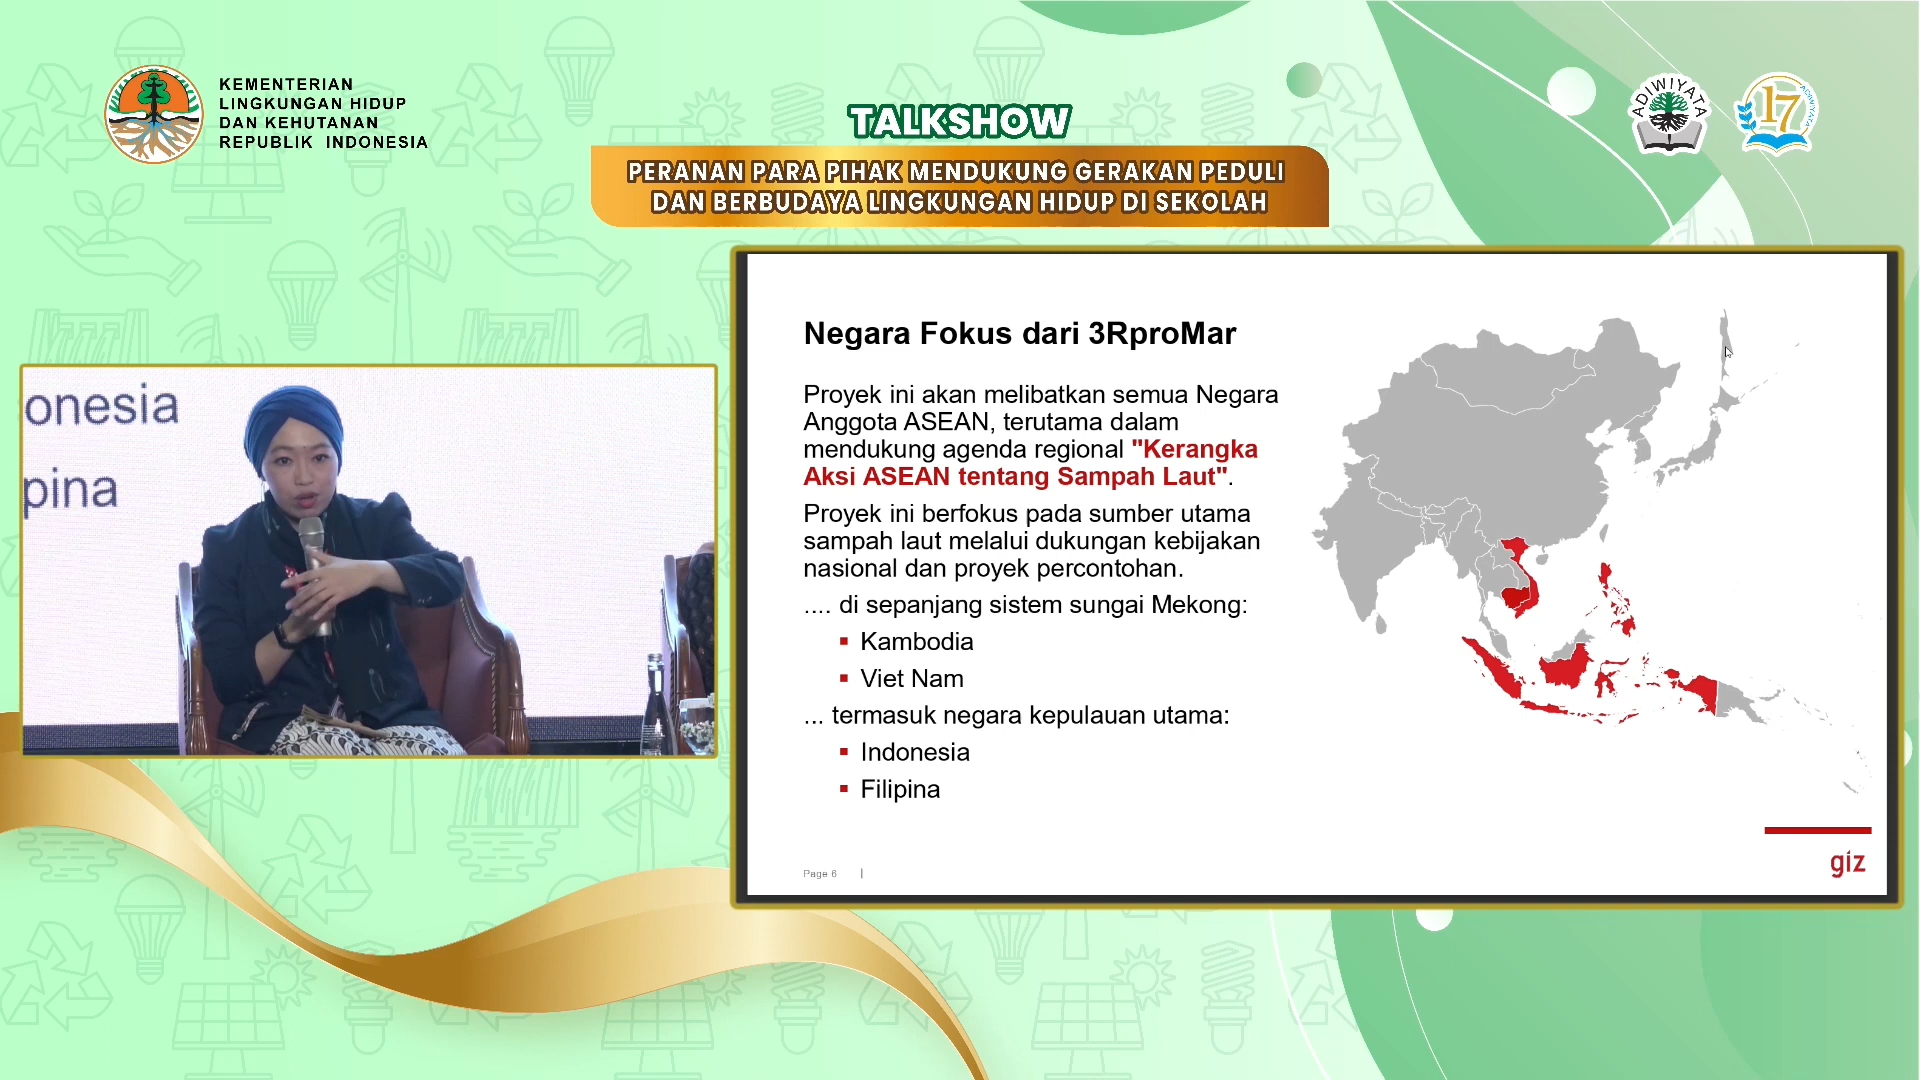 KEMENTERIAN
LINGKUNGAN HIDUP
DAN KEHUTANAN
REPUBLIK INDONESIA
TALKSHOW
PERANAN PARA PIHAK MENDUKUNG GERAKAN PEDULI
DAN BERBUDAYA LINGKUNGAN HIDUP DI SEKOLAH
ADIWIYATA
17
ADIWIYATA
onesia
pina
Negara Fokus dari 3RproMar
Proyek ini akan melibatkan semua Negara
Anggota ASEAN, terutama dalam
mendukung agenda regional "Kerangka
Aksi ASEAN tentang Sampah Laut".
Proyek ini berfokus pada sumber utama
sampah laut melalui dukungan kebijakan
nasional dan proyek percontohan.
.... di sepanjang sistem sungai Mekong:
▪ Kambodia
▪ Viet Nam
... termasuk negara kepulauan utama:
▪ Indonesia
▪ Filipina
Page 6 |
giz